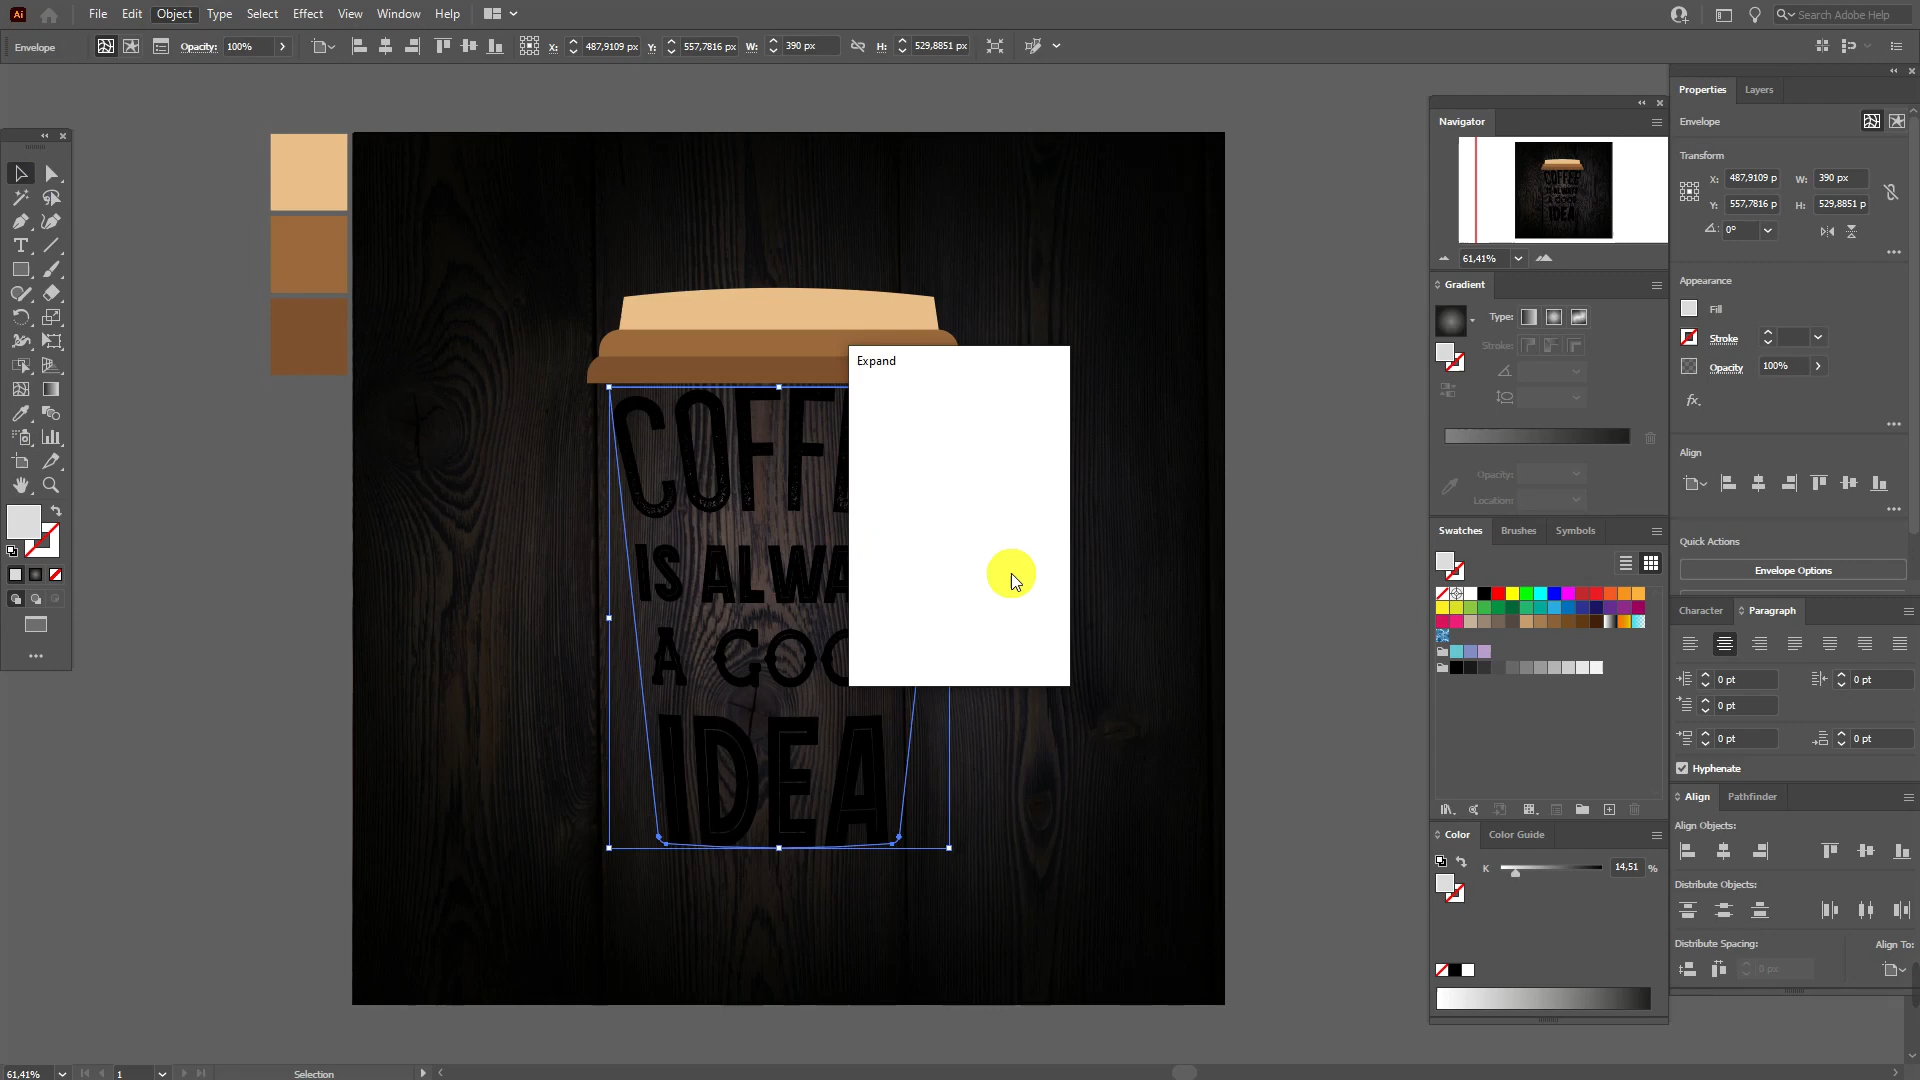 Ai File Edit Object Type Select Effect View Window Help Search Adobe Help
Envelope Opacity: 100% X: 487,9109 px Y: 557,7816 px W: 390 px H: 529,8851 px
Properties Layers
Navigator
Envelope
Transform
X: 487,9109 p W: 390 px
Y: 557,7816 p H: 529,8851 p
0°
61,41%
Appearance
Gradient
Fill
Type:
Stroke
Stroke:
Opacity 100%
fx.
Expand
COFF
IS ALWA
A GOO
IDEA
COFFEE
IDEA
Align
Opacity:
Location:
Swatches Brushes Symbols
Quick Actions
Envelope Options
Character Paragraph
0 pt 0 pt
0 pt
0 pt 0 pt
Hyphenate
Align Pathfinder
Align Objects:
Color Color Guide
K 14,51 %
Distribute Objects:
Distribute Spacing: Align To:
0 px
61,41% 1 Selection